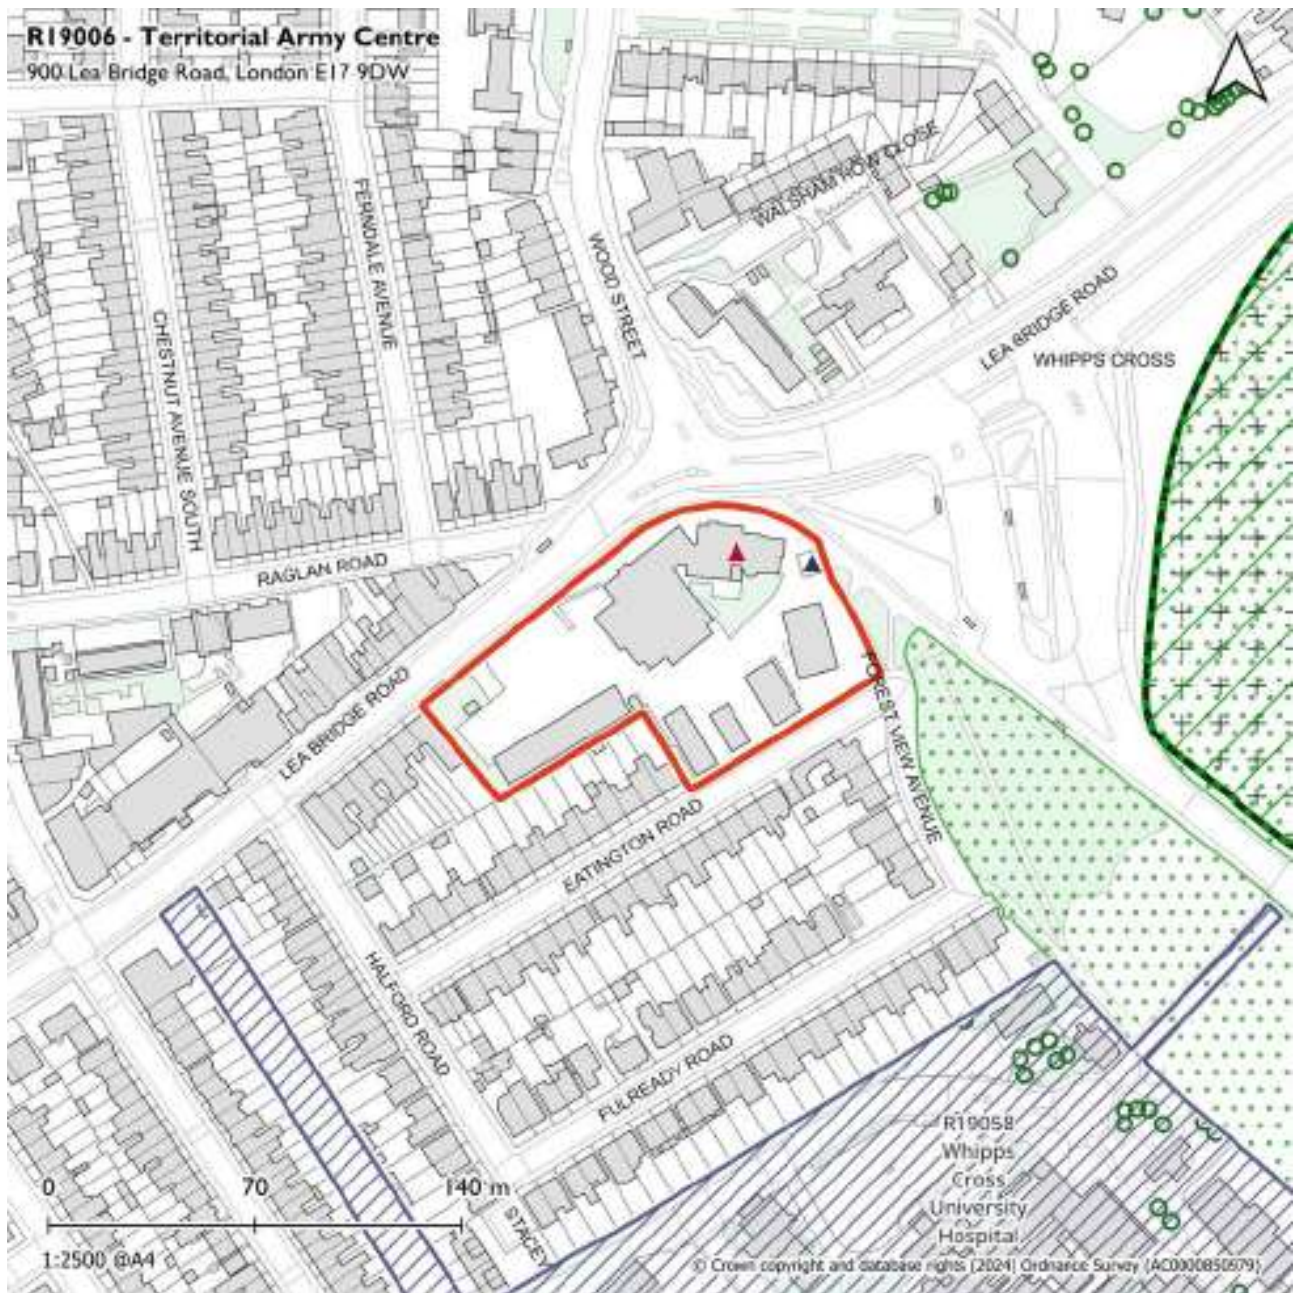 R19006 - Territorial Army Centre
900 Lea Bridge Road, London E17 9DW
WALSHAM ROW CLOSE
FERNDALE AVENUE
WOOD STREET
LEA BRIDGE ROAD
CHESTNUT AVENUE SOUTH
WHIPPS CROSS
RAGLAN ROAD
LEA BRIDGE ROAD
FOREST VIEW AVENUE
EATINGTON ROAD
HALFORD ROAD
FULREADY ROAD
R19058
Whipps
Cross
University
Hospital
0 70 140 m
STACEY
1:2500 @A4
© Crown copyright and database rights [2024] Ordnance Survey (AC0000850979)